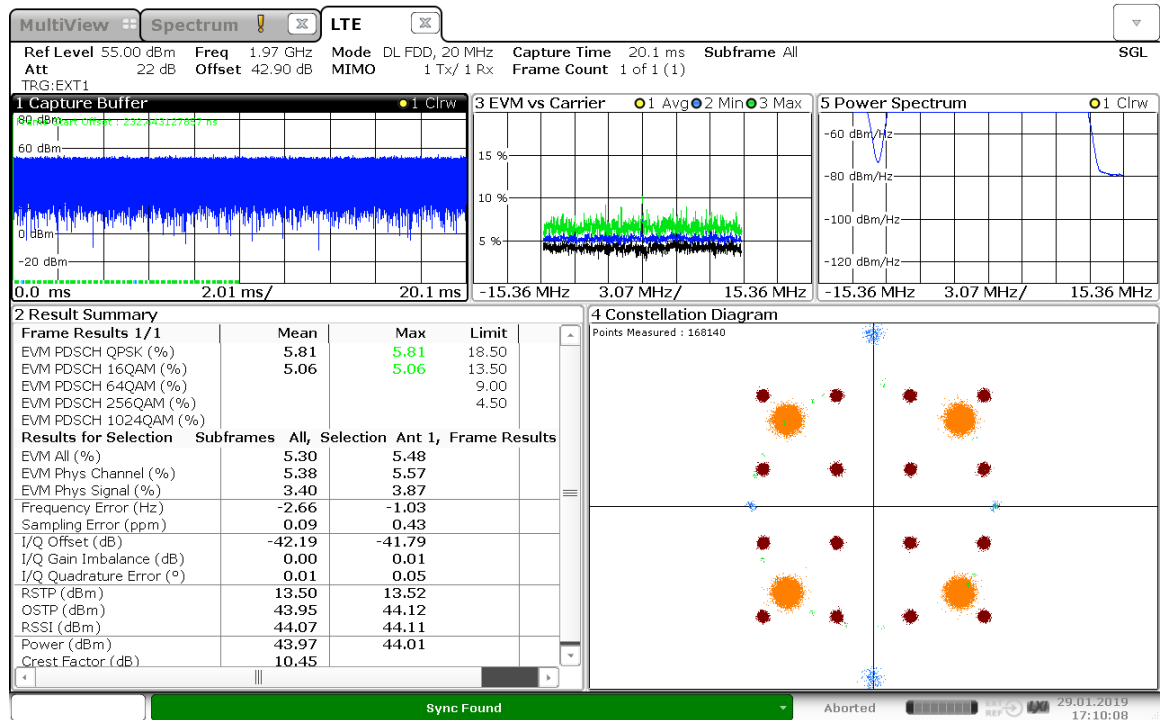 MultiView Spectrum ! LTE
Ref Level 55.00 dBm Freq 1.97 GHz Mode DL FDD, 20 MHz Capture Time 20.1 ms Subframe All SGL
Att 22 dB Offset 42.90 dB MIMO 1 Tx/ 1 Rx Frame Count 1 of 1 (1)
TRG:EXT1
1 Capture Buffer 1 Clrw
80 dBm
Frame Start Offset : 232.443127857 ns
60 dBm
0 dBm
-20 dBm
0.0 ms 2.01 ms/ 20.1 ms
3 EVM vs Carrier 1 Avg 2 Min 3 Max
15 %
10 %
5 %
-15.36 MHz 3.07 MHz/ 15.36 MHz
5 Power Spectrum 1 Clrw
-60 dBm/Hz
-80 dBm/Hz
-100 dBm/Hz
-120 dBm/Hz
-15.36 MHz 3.07 MHz/ 15.36 MHz
2 Result Summary
Frame Results 1/1 Mean Max Limit
EVM PDSCH QPSK (%) 5.81 5.81 18.50
EVM PDSCH 16QAM (%) 5.06 5.06 13.50
EVM PDSCH 64QAM (%) 9.00
EVM PDSCH 256QAM (%) 4.50
EVM PDSCH 1024QAM (%)
Results for Selection Subframes All, Selection Ant 1, Frame Results
EVM All (%) 5.30 5.48
EVM Phys Channel (%) 5.38 5.57
EVM Phys Signal (%) 3.40 3.87
Frequency Error (Hz) -2.66 -1.03
Sampling Error (ppm) 0.09 0.43
I/Q Offset (dB) -42.19 -41.79
I/Q Gain Imbalance (dB) 0.00 0.01
I/Q Quadrature Error (°) 0.01 0.05
RSTP (dBm) 13.50 13.52
OSTP (dBm) 43.95 44.12
RSSI (dBm) 44.07 44.11
Power (dBm) 43.97 44.01
Crest Factor (dB) 10.45
4 Constellation Diagram
Points Measured : 168140
Sync Found
Aborted
EXT
REF
LXI
29.01.2019
17:10:08